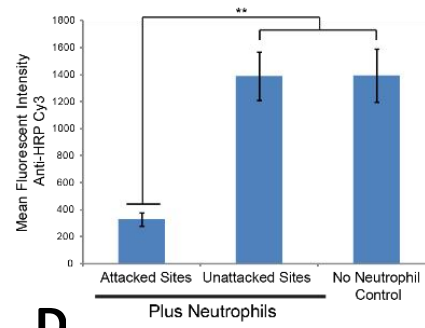 **
1800
1600
1400
1200
1000
800
600
400
200
0
Mean Fluorescent Intensity
Anti-HRP Cy3
Attacked Sites Unattacked Sites No Neutrophil
Control
Plus Neutrophils
D